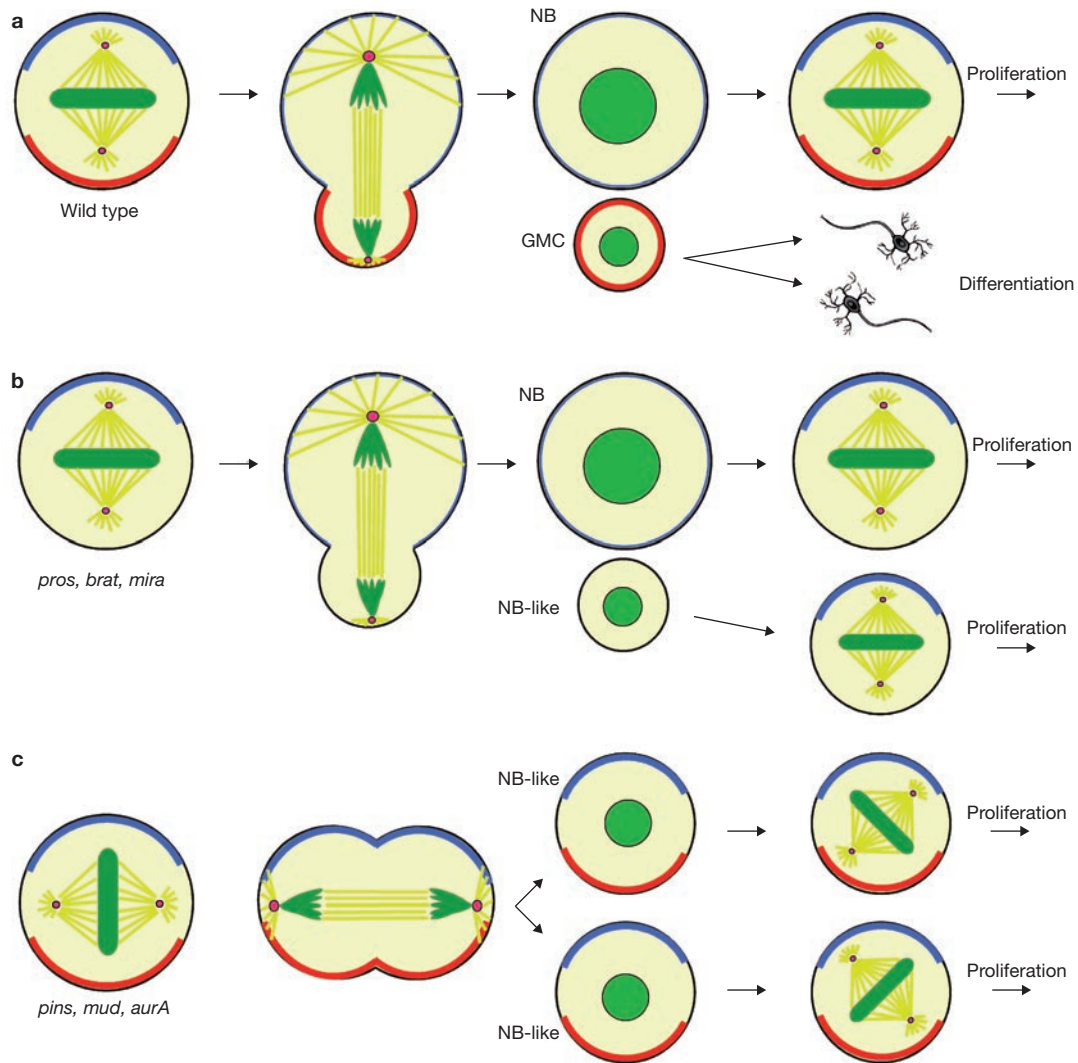 a
NB
Proliferation
Wild type
GMC
Differentiation
b
NB
Proliferation
pros, brat, mira
NB-like
Proliferation
c
NB-like
Proliferation
pins, mud, aurA
NB-like
Proliferation